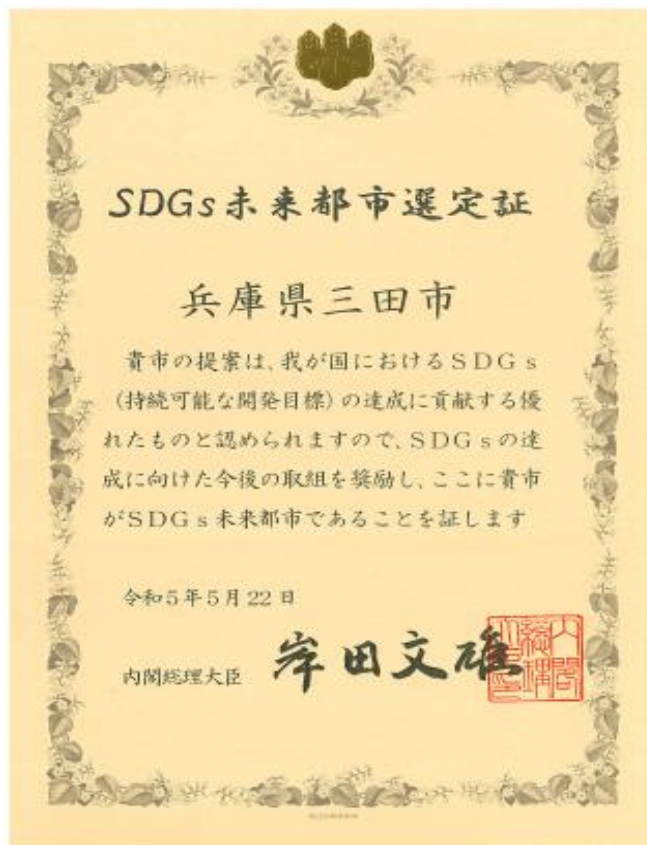 SDGs未来都市選定証
兵庫県三田市
貴市の提案は、我が国におけるSDGs
(持続可能な開発目標)の達成に貢献する優
れたものと認められますので、SDGsの達
成に向けた今後の取組を奨励し、ここに貴市
がSDGs未来都市であることを証します
令和5年5月22日
内閣総理大臣 岸田文雄